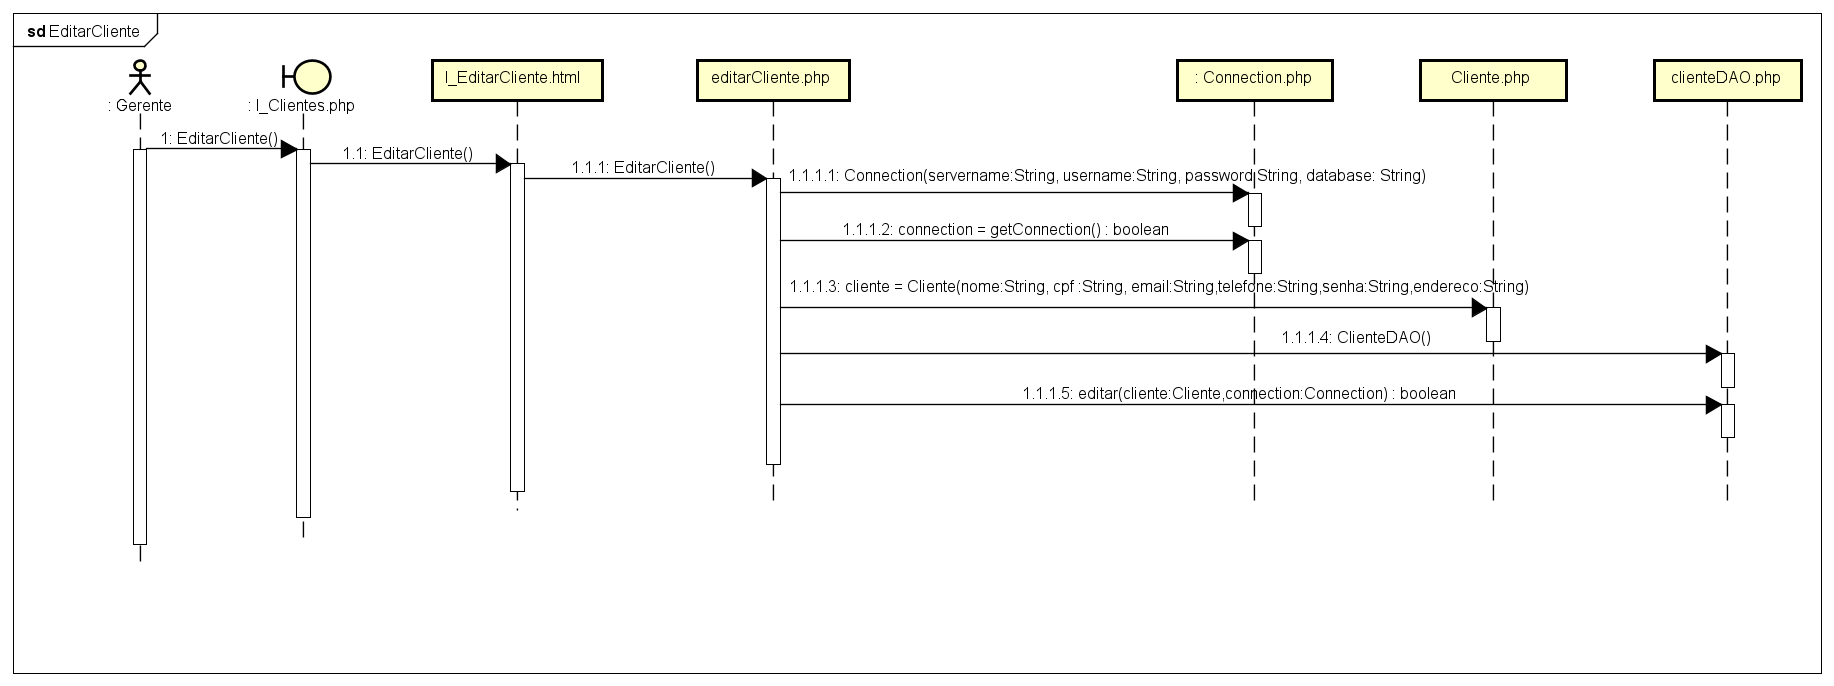 sd EditarCliente
: Gerente
: I_Clientes.php
I_EditarCliente.html
editarCliente.php
: Connection.php
Cliente.php
clienteDAO.php
1: EditarCliente()
1.1: EditarCliente()
1.1.1: EditarCliente()
1.1.1.1: Connection(servername:String, username:String, password:String, database: String)
1.1.1.2: connection = getConnection() : boolean
1.1.1.3: cliente = Cliente(nome:String, cpf :String, email:String,telefone:String,senha:String,endereco:String)
1.1.1.4: ClienteDAO()
1.1.1.5: editar(cliente:Cliente,connection:Connection) : boolean